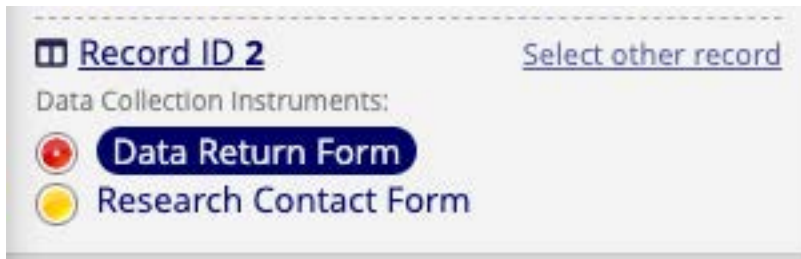 Record ID 2 Select other record
Data Collection Instruments:
Data Return Form
Research Contact Form